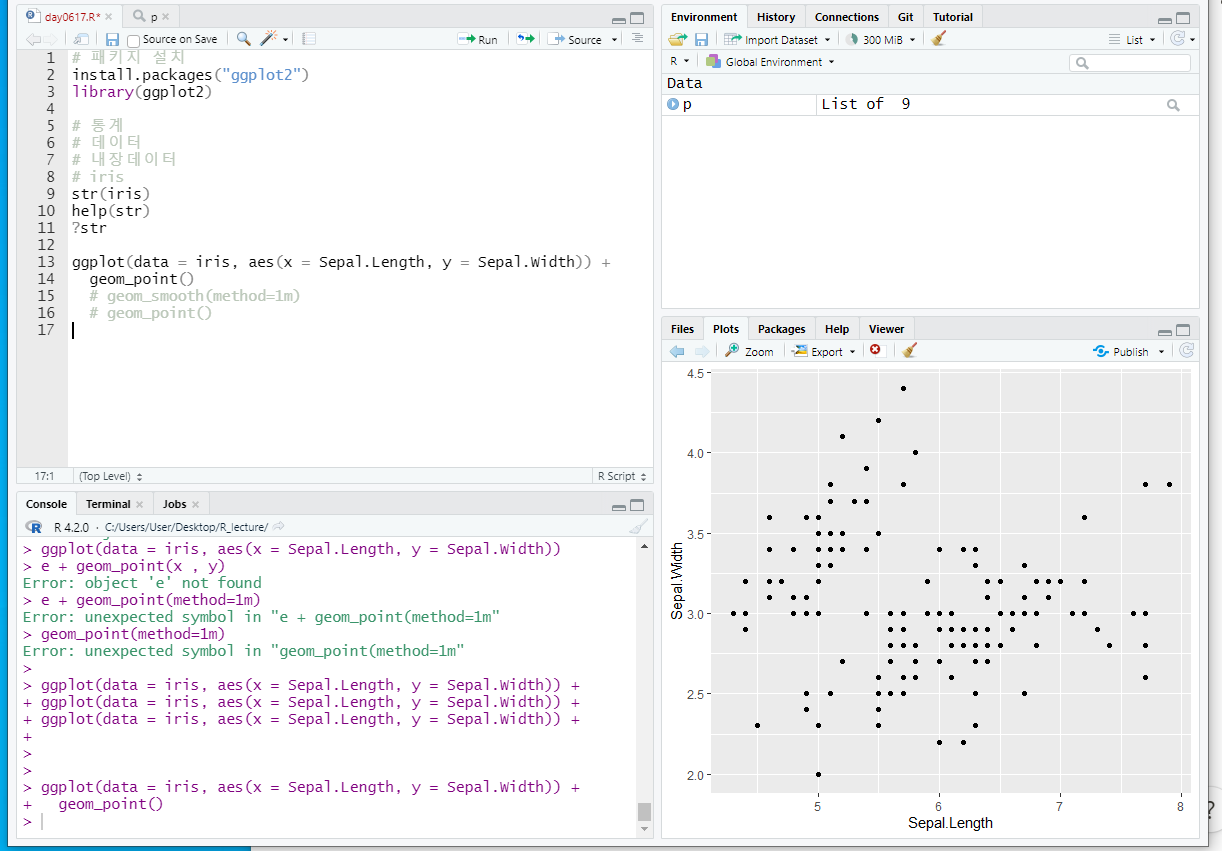 day0617.R*
p
Source on Save
Run
Source
1 # 패키지 설치
2 install.packages("ggplot2")
3 library(ggplot2)
4
5 # 통계
6 # 데이터
7 # 내장데이터
8 # iris
9 str(iris)
10 help(str)
11 ?str
12
13 ggplot(data = iris, aes(x = Sepal.Length, y = Sepal.Width)) +
14 geom_point()
15 # geom_smooth(method=1m)
16 # geom_point()
17
17:1 (Top Level) R Script
Console Terminal Jobs
R R 4.2.0 · C:/Users/User/Desktop/R_lecture/
> ggplot(data = iris, aes(x = Sepal.Length, y = Sepal.Width))
> e + geom_point(x , y)
Error: object 'e' not found
> e + geom_point(method=1m)
Error: unexpected symbol in "e + geom_point(method=1m"
> geom_point(method=1m)
Error: unexpected symbol in "geom_point(method=1m"
>
> ggplot(data = iris, aes(x = Sepal.Length, y = Sepal.Width)) +
+ ggplot(data = iris, aes(x = Sepal.Length, y = Sepal.Width)) +
+ ggplot(data = iris, aes(x = Sepal.Length, y = Sepal.Width)) +
+
>
>
> ggplot(data = iris, aes(x = Sepal.Length, y = Sepal.Width)) +
+ geom_point()
>
Environment History Connections Git Tutorial
Import Dataset 300 MiB List
R Global Environment
Data
p List of 9
Files Plots Packages Help Viewer
Zoom Export Publish
4.5
4.0
3.5
3.0
2.5
2.0
Sepal.Width
5 6 7 8
Sepal.Length
?